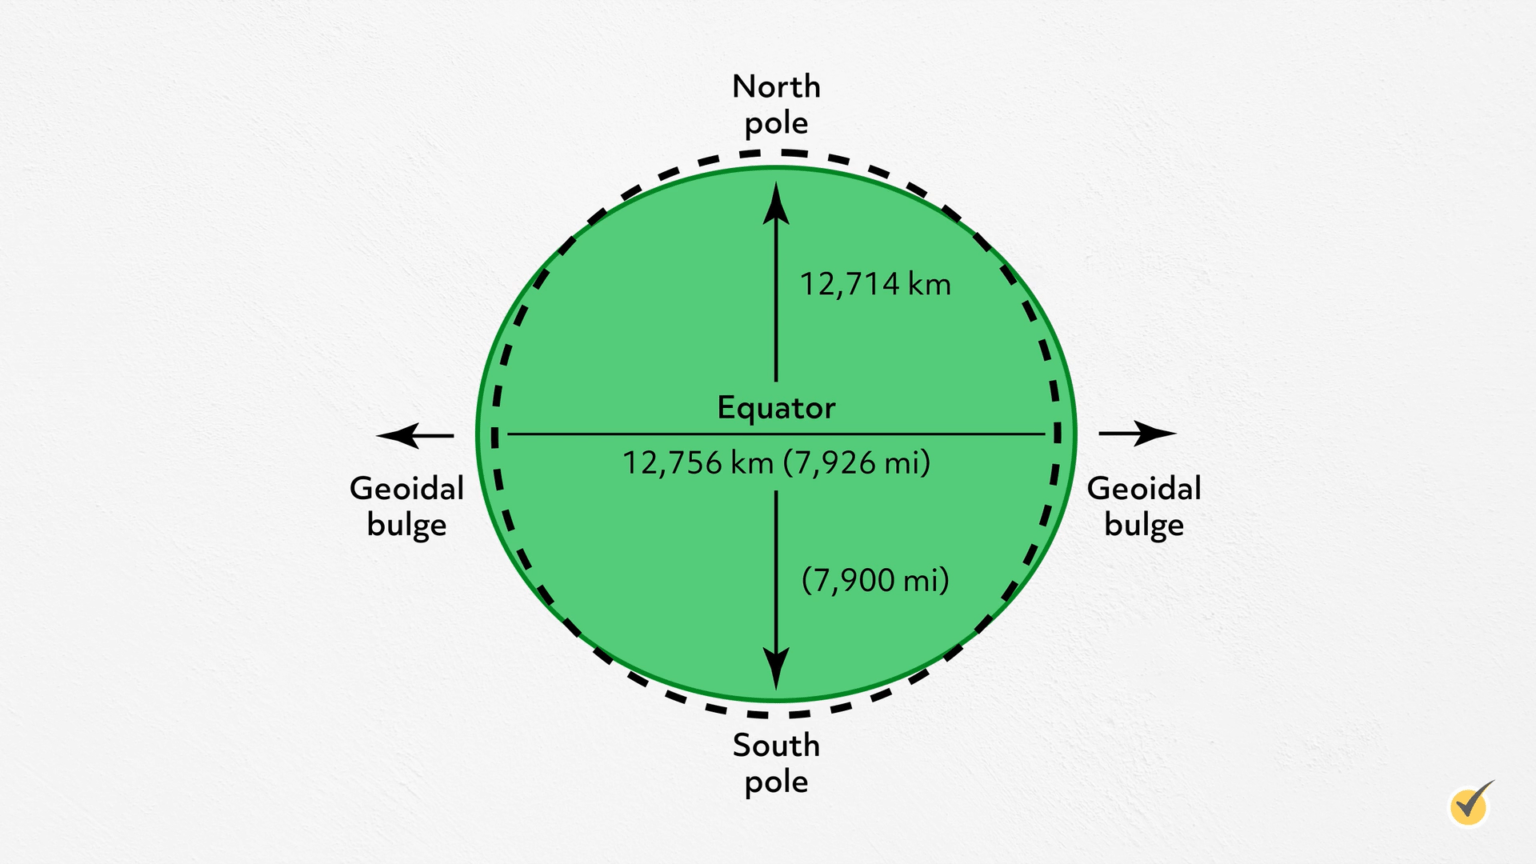 North
pole
12,714 km
Equator
12,756 km (7,926 mi)
Geoidal
bulge
Geoidal
bulge
(7,900 mi)
South
pole